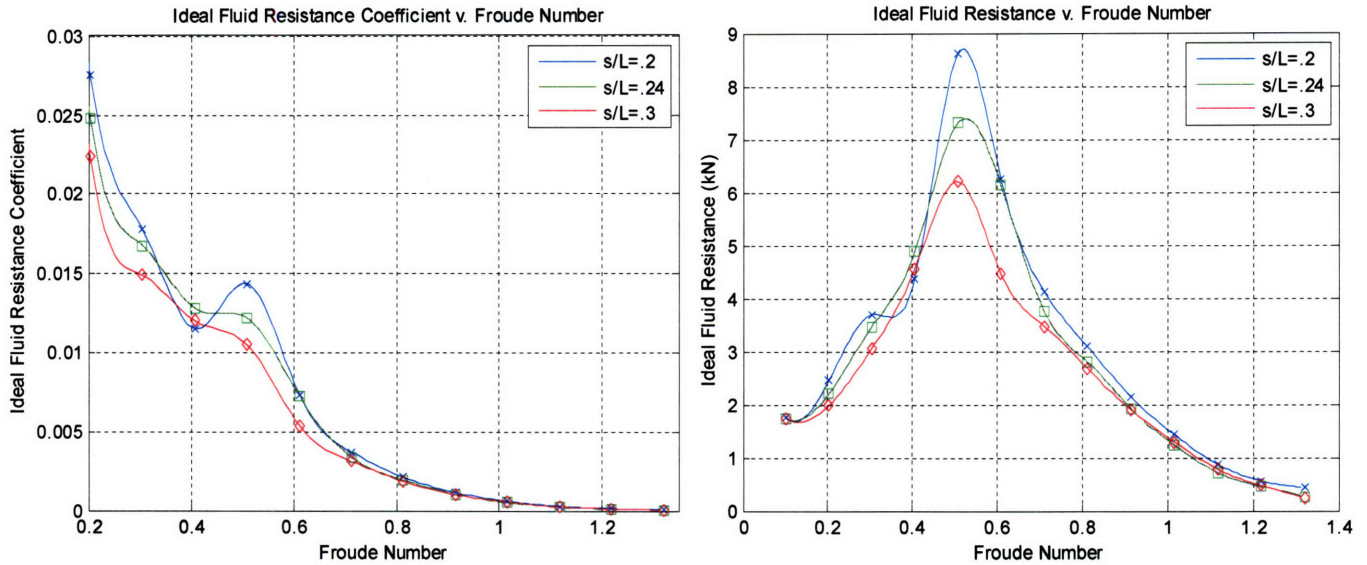 Ideal Fluid Resistance Coefficient v. Froude Number
0.03
0.025
0.02
0.015
0.01
0.005
0
Ideal Fluid Resistance Coefficient
s/L=.2
s/L=.24
s/L=.3
0.2
0.4
0.6
0.8
1
1.2
Froude Number
Ideal Fluid Resistance v. Froude Number
9
8
7
6
5
4
3
2
1
0
Ideal Fluid Resistance (kN)
s/L=.2
s/L=.24
s/L=.3
0
0.2
0.4
0.6
0.8
1
1.2
1.4
Froude Number